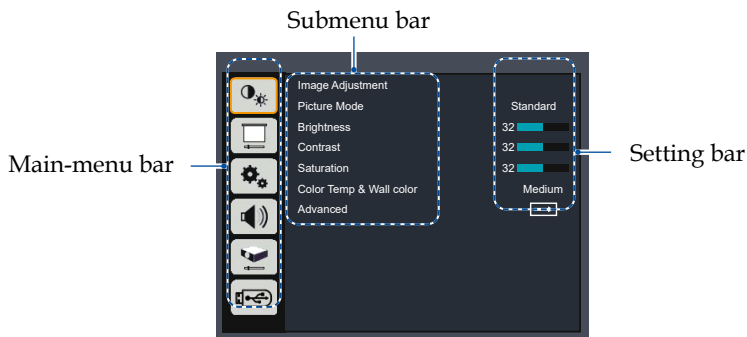 Submenu bar
Image Adjustment
Picture Mode Standard
Brightness 32
Contrast 32
Saturation 32
Color Temp & Wall color Medium
Advanced
Main-menu bar
Setting bar